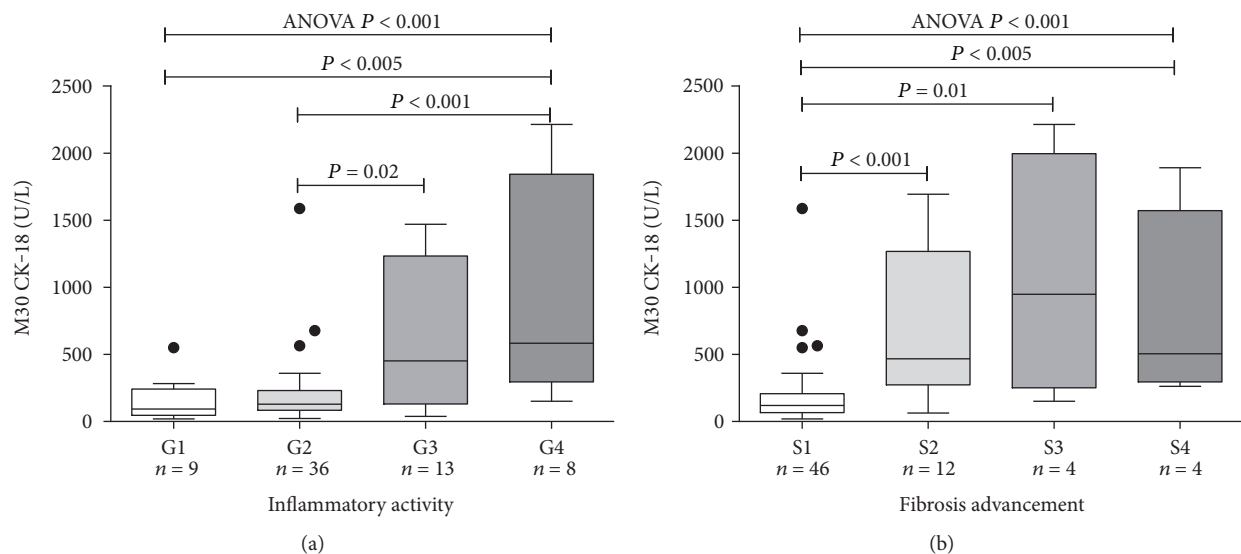 ANOVA P < 0.001
P < 0.005
P < 0.001
P = 0.02
M30 CK-18 (U/L)
2500
2000
1500
1000
500
0
G1 G2 G3 G4
n = 9 n = 36 n = 13 n = 8
Inflammatory activity
(a)
ANOVA P < 0.001
P < 0.005
P = 0.01
P < 0.001
M30 CK-18 (U/L)
2500
2000
1500
1000
500
0
S1 S2 S3 S4
n = 46 n = 12 n = 4 n = 4
Fibrosis advancement
(b)